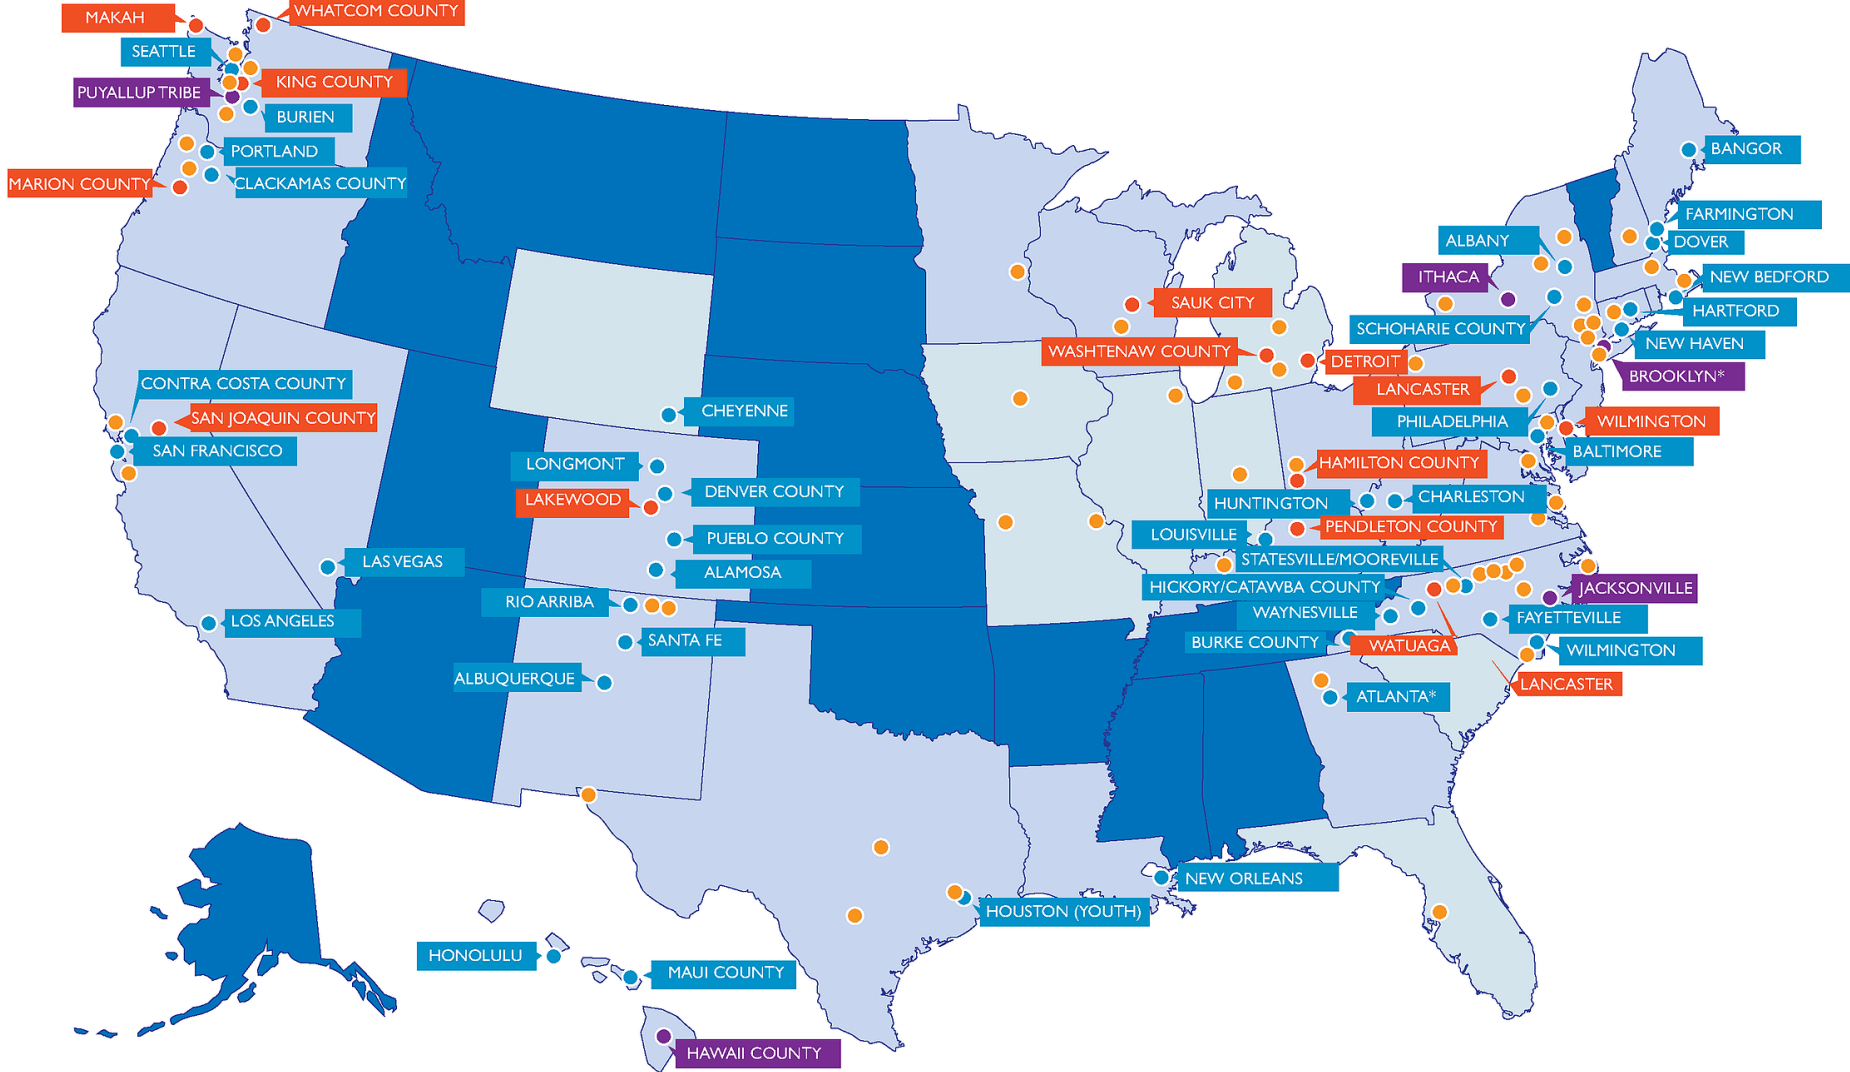 MAKAH
WHATCOM COUNTY
SEATTLE
KING COUNTY
PUYALLUP TRIBE
BURIEN
PORTLAND
MARION COUNTY
CLACKAMAS COUNTY
BANGOR
FARMINGTON
ALBANY
DOVER
ITHACA
NEW BEDFORD
SAUK CITY
HARTFORD
SCHOHARIE COUNTY
NEW HAVEN
WASHTENAW COUNTY
DETROIT
BROOKLYN*
CONTRA COSTA COUNTY
LANCASTER
CHEYENNE
SAN JOAQUIN COUNTY
PHILADELPHIA
WILMINGTON
SAN FRANCISCO
BALTIMORE
LONGMONT
HAMILTON COUNTY
DENVER COUNTY
LAKEWOOD
HUNTINGTON
CHARLESTON
PENDLETON COUNTY
PUEBLO COUNTY
LOUISVILLE
LAS VEGAS
STATESVILLE/MOOREVILLE
ALAMOSA
HICKORY/CATAWBA COUNTY
JACKSONVILLE
RIO ARRIBA
WAYNESVILLE
FAYETTEVILLE
LOS ANGELES
SANTA FE
BURKE COUNTY
WATUAGA
WILMINGTON
ALBUQUERQUE
LANCASTER
ATLANTA*
NEW ORLEANS
HOUSTON (YOUTH)
HONOLULU
MAUI COUNTY
HAWAII COUNTY